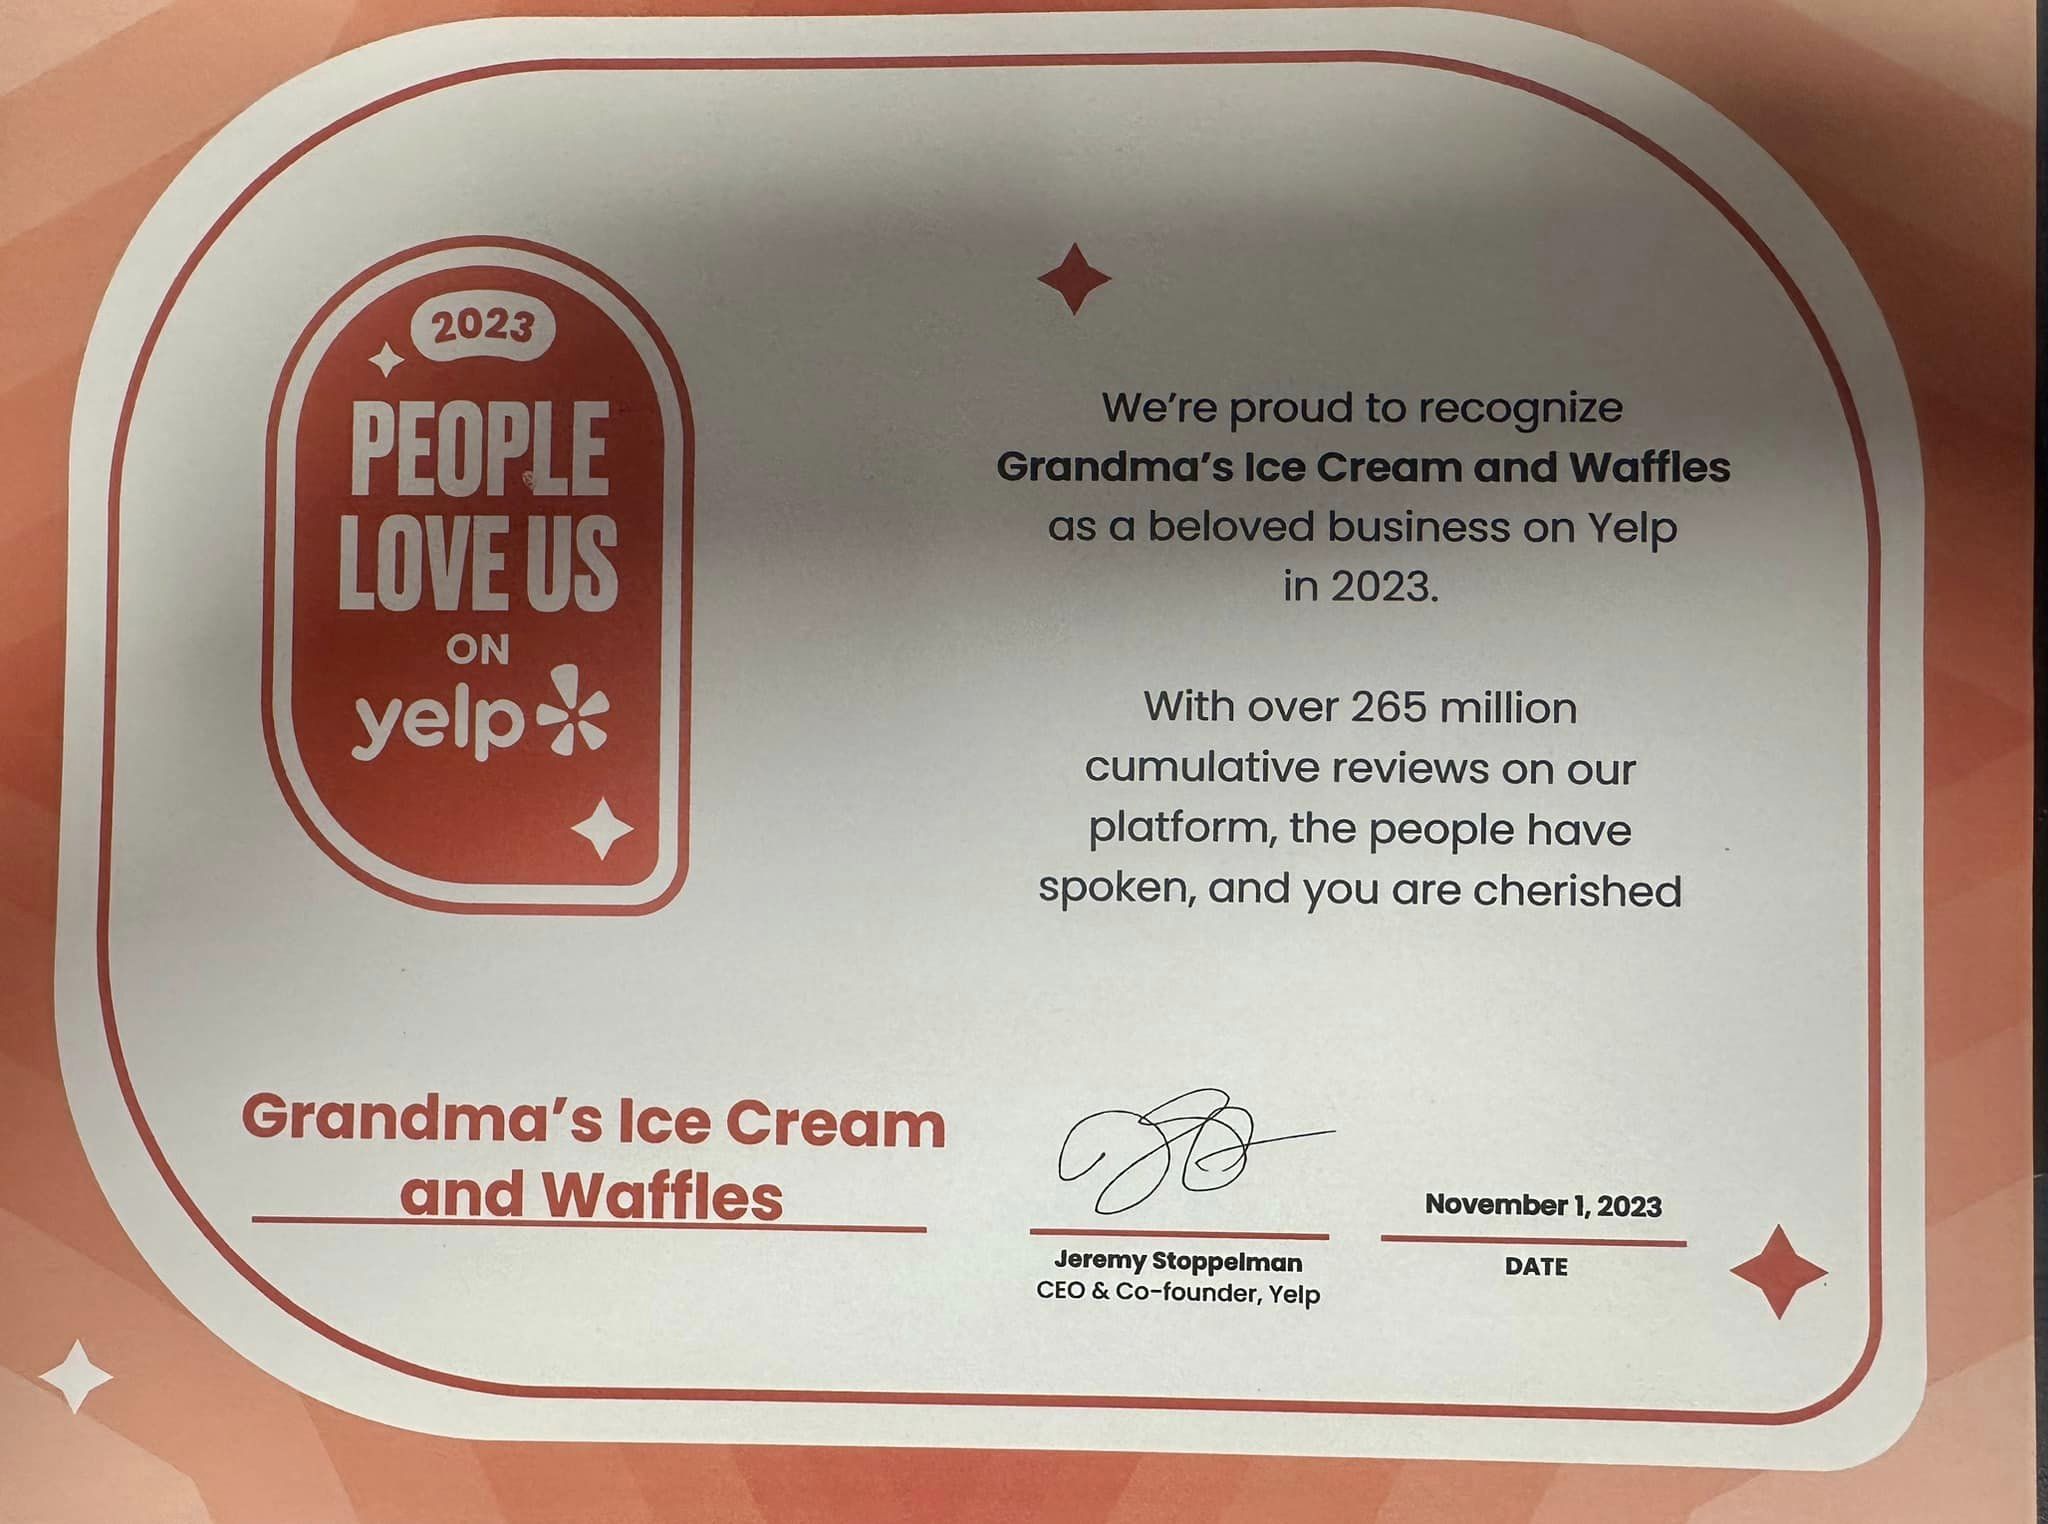 2023
PEOPLE
LOVE US
ON
yelp
We're proud to recognize
Grandma's Ice Cream and Waffles
as a beloved business on Yelp
in 2023.
With over 265 million
cumulative reviews on our
platform, the people have
spoken, and you are cherished
Grandma's Ice Cream
and Waffles
Jeremy Stoppelman
CEO & Co-founder, Yelp
November 1, 2023
DATE